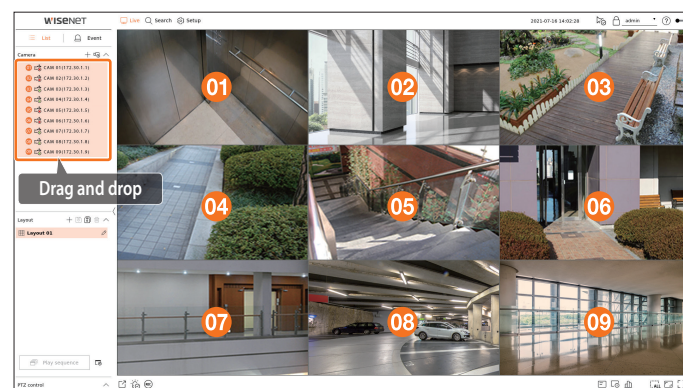 WISENET
Live Search Setup
2021-07-16 14:02:28
admin
List Event
Camera
CAM 01(172.30.1.1)
CAM 02(172.30.1.2)
CAM 03(172.30.1.3)
CAM 04(172.30.1.4)
CAM 05(172.30.1.5)
CAM 06(172.30.1.6)
CAM 07(172.30.1.7)
CAM 08(172.30.1.8)
CAM 09(172.30.1.9)
Drag and drop
Layout
Layout 01
01 02 03
04 05 06
07 08 09
Play sequence
PTZ control